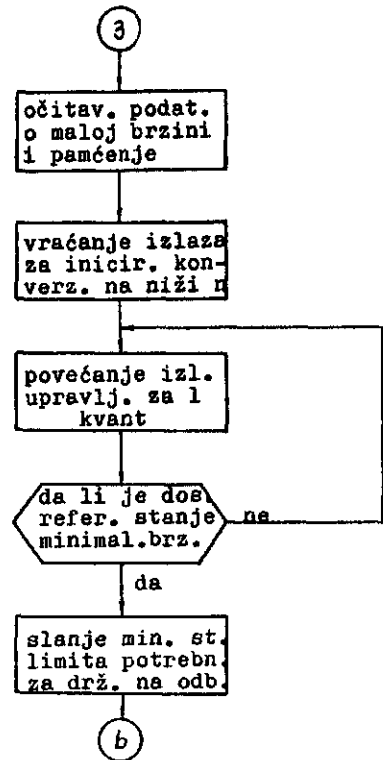 3
očitav. podat.
o maloj brzini
i pamćenje
vraćanje izlaza
za inicir. kon-
verz. na niži n
povećanje izl.
upravlj. za 1
kvant
da li je dos.
refer. stanje ne
minimal.brz.
da
slanje min. st.
limita potrebn.
za drž. na odb.
b